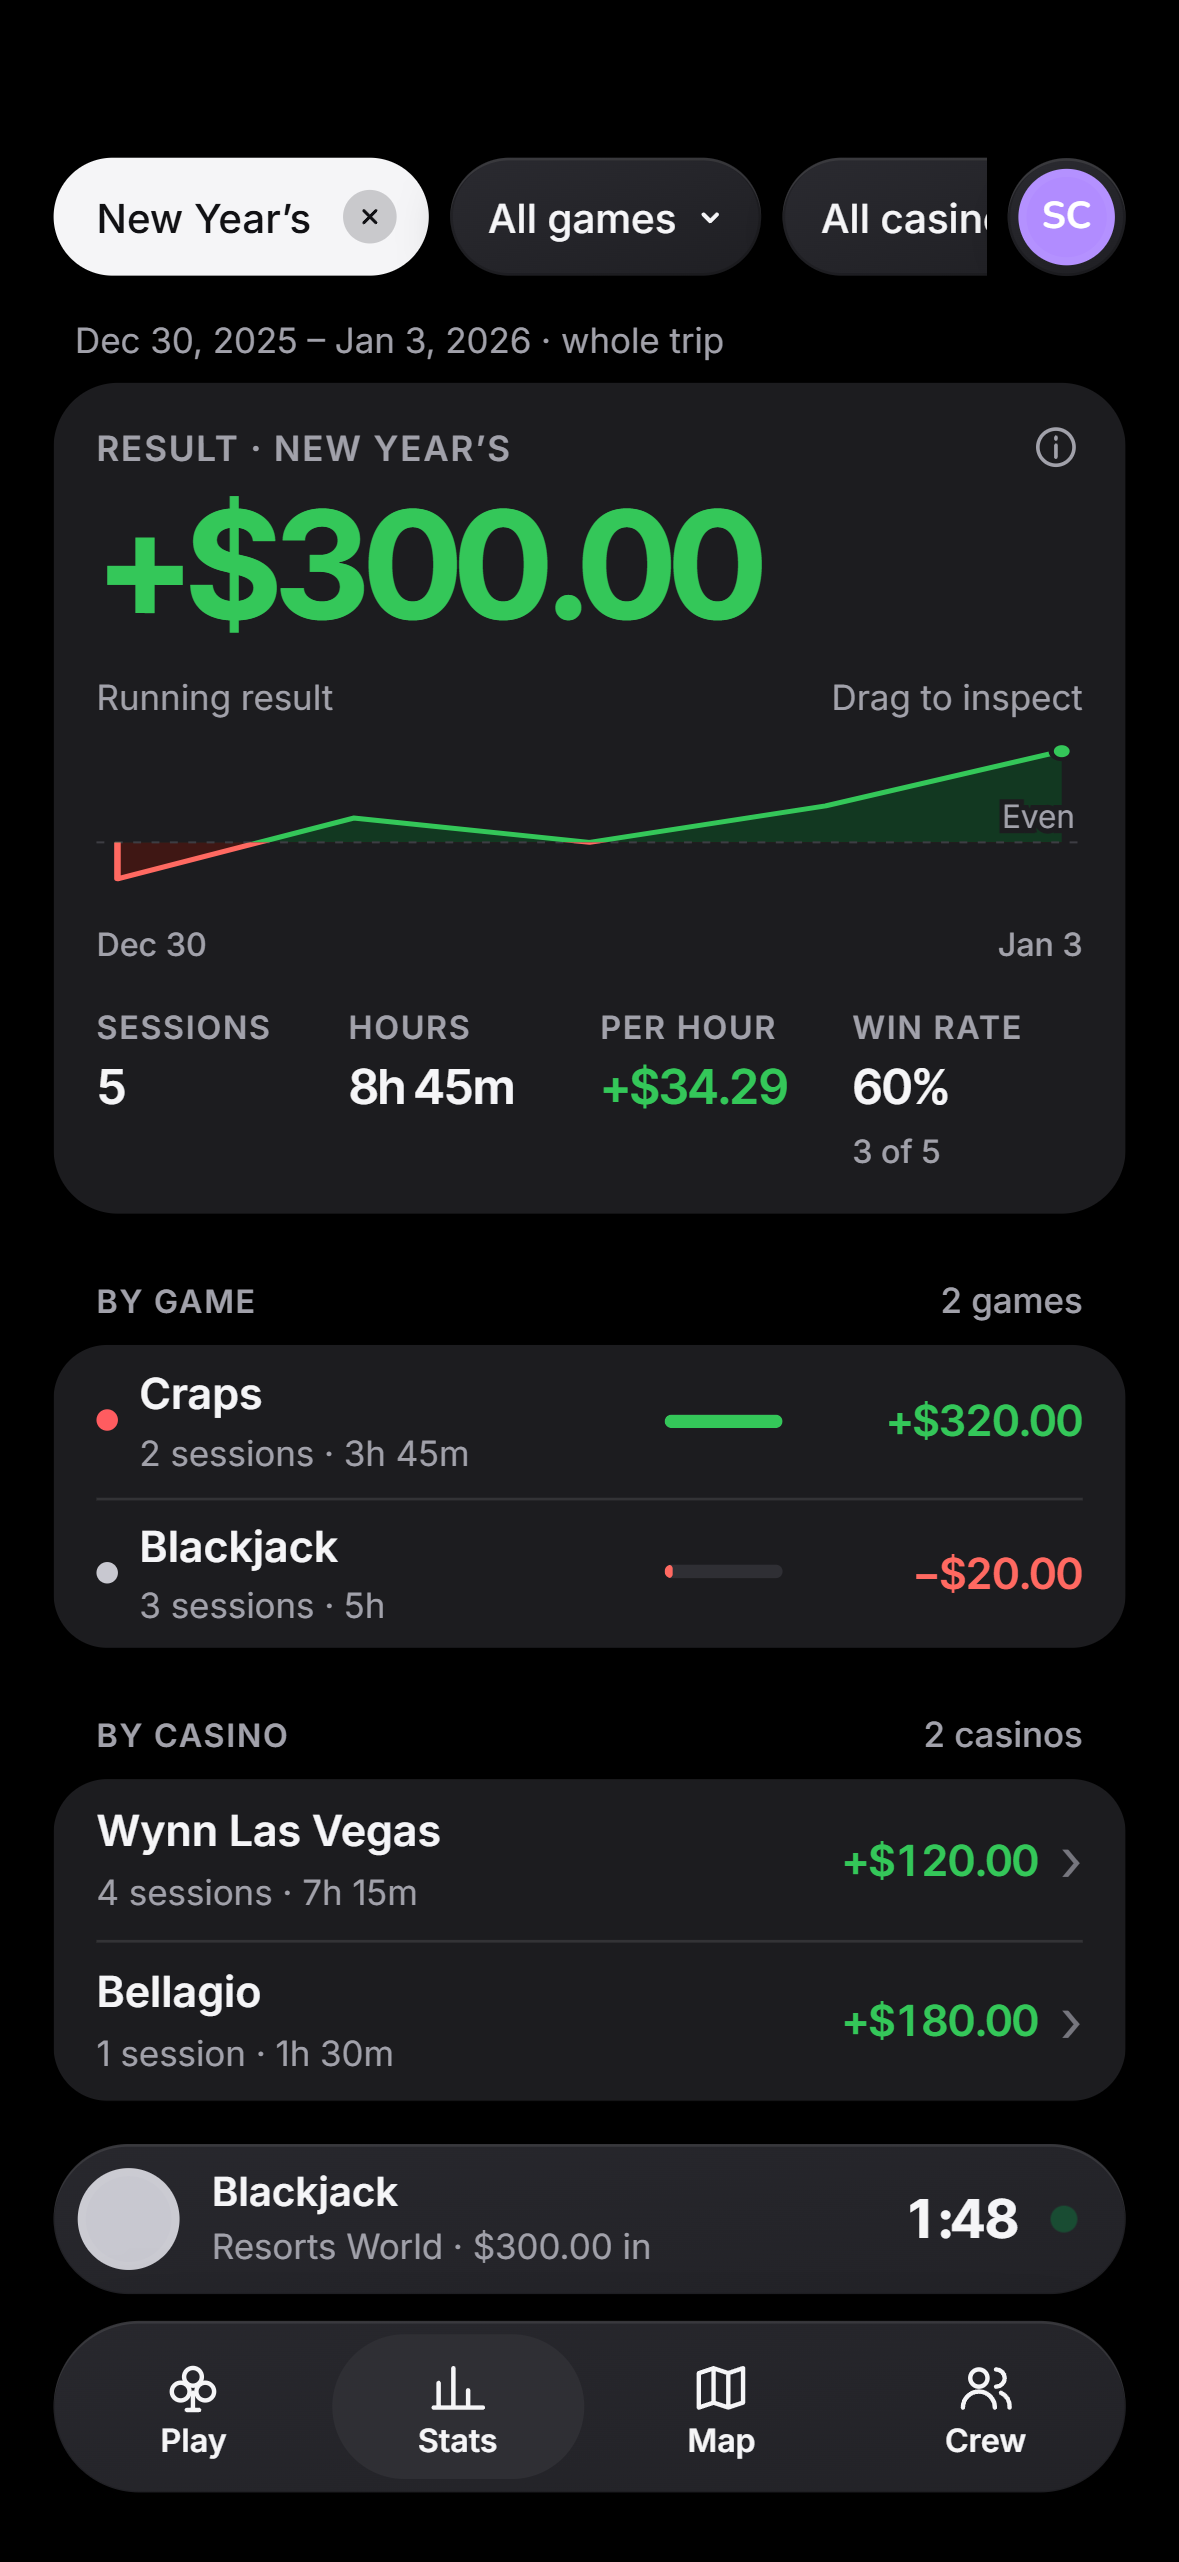 New Year’s
All games
All casin
SC
Dec 30, 2025 – Jan 3, 2026 · whole trip
RESULT · NEW YEAR’S
+$300.00
Running result
Drag to inspect
Even
Dec 30
Jan 3
SESSIONS
HOURS
PER HOUR
WIN RATE
5
8h 45m
+$34.29
60%
3 of 5
BY GAME
2 games
Craps
2 sessions · 3h 45m
+$320.00
Blackjack
3 sessions · 5h
–$20.00
BY CASINO
2 casinos
Wynn Las Vegas
4 sessions · 7h 15m
+$120.00
Bellagio
1 session · 1h 30m
+$180.00
Blackjack
Resorts World · $300.00 in
1:48
Play
Stats
Map
Crew